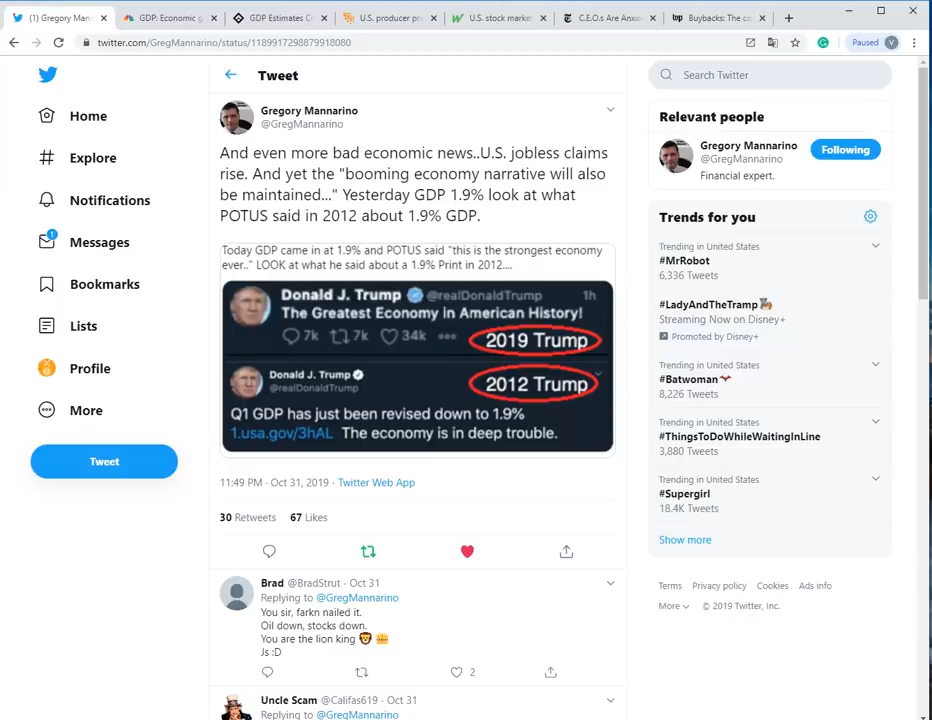 (1) Gregory Man
GDP: Economic g
GDP Estimates C
U.S. producer pr
U.S. stock market
C.E.O.s Are Anxi
Buybacks: The co
twitter.com/GregMannarino/status/1189917298879918080
Paused
V
Home
Explore
Notifications
1
Messages
Bookmarks
Lists
Profile
More
Tweet
Tweet
Gregory Mannarino
@GregMannarino
And even more bad economic news..U.S. jobless claims
rise. And yet the "booming economy narrative will also
be maintained..." Yesterday GDP 1.9% look at what
POTUS said in 2012 about 1.9% GDP.
Today GDP came in at 1.9% and POTUS said "this is the strongest economy
ever.." LOOK at what he said about a 1.9% Print in 2012....
Donald J. Trump @realDonaldTrump 1h
The Greatest Economy in American History!
7k 7k 34k
2019 Trump
Donald J. Trump
@realDonaldTrump
2012 Trump
Q1 GDP has just been revised down to 1.9%
1.usa.gov/3hAL The economy is in deep trouble.
11:49 PM · Oct 31, 2019 · Twitter Web App
30 Retweets 67 Likes
Brad @BradStrut · Oct 31
Replying to @GregMannarino
You sir, farkn nailed it.
Oil down, stocks down.
You are the lion king 🦁 👑
Js :D
2
Uncle Scam @Califas619 · Oct 31
Replying to @GregMannarino
Search Twitter
Relevant people
Gregory Mannarino
@GregMannarino
Following
Financial expert.
Trends for you
Trending in United States
#MrRobot
6,336 Tweets
#LadyAndTheTramp
Streaming Now on Disney+
Promoted by Disney+
Trending in United States
#Batwoman
8,226 Tweets
Trending in United States
#ThingsToDoWhileWaitingInLine
3,880 Tweets
Trending in United States
#Supergirl
18.4K Tweets
Show more
Terms Privacy policy Cookies Ads info
More © 2019 Twitter, Inc.